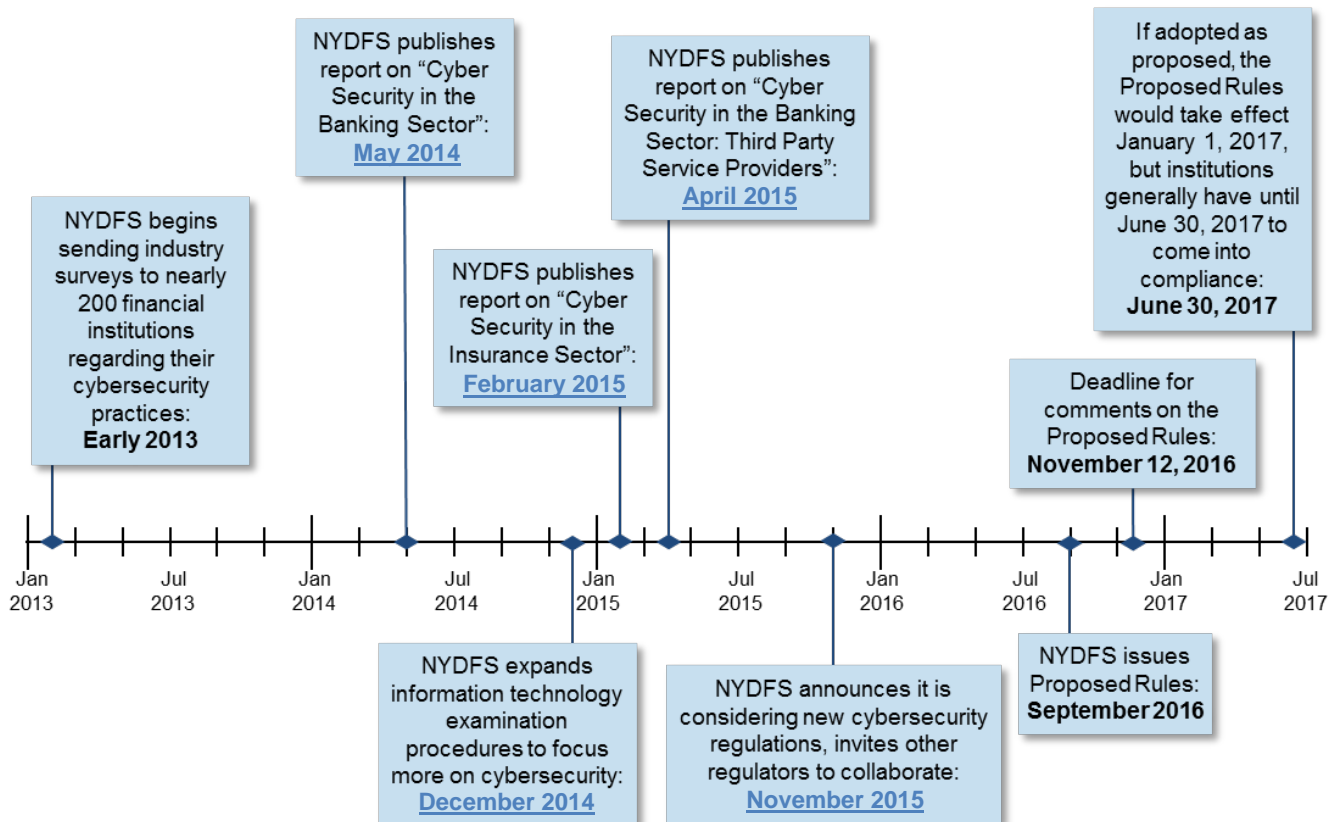 NYDFS begins
sending industry
surveys to nearly
200 financial
institutions
regarding their
cybersecurity
practices:
Early 2013
NYDFS publishes
report on “Cyber
Security in the
Banking Sector”:
May 2014
NYDFS publishes
report on “Cyber
Security in the
Insurance Sector”:
February 2015
NYDFS publishes
report on “Cyber
Security in the Banking
Sector: Third Party
Service Providers”:
April 2015
If adopted as
proposed, the
Proposed Rules
would take effect
January 1, 2017,
but institutions
generally have until
June 30, 2017 to
come into
compliance:
June 30, 2017
Deadline for
comments on the
Proposed Rules:
November 12, 2016
Jan
2013
Jul
2013
Jan
2014
Jul
2014
Jan
2015
Jul
2015
Jan
2016
Jul
2016
Jan
2017
Jul
2017
NYDFS expands
information technology
examination
procedures to focus
more on cybersecurity:
December 2014
NYDFS announces it is
considering new cybersecurity
regulations, invites other
regulators to collaborate:
November 2015
NYDFS issues
Proposed Rules:
September 2016